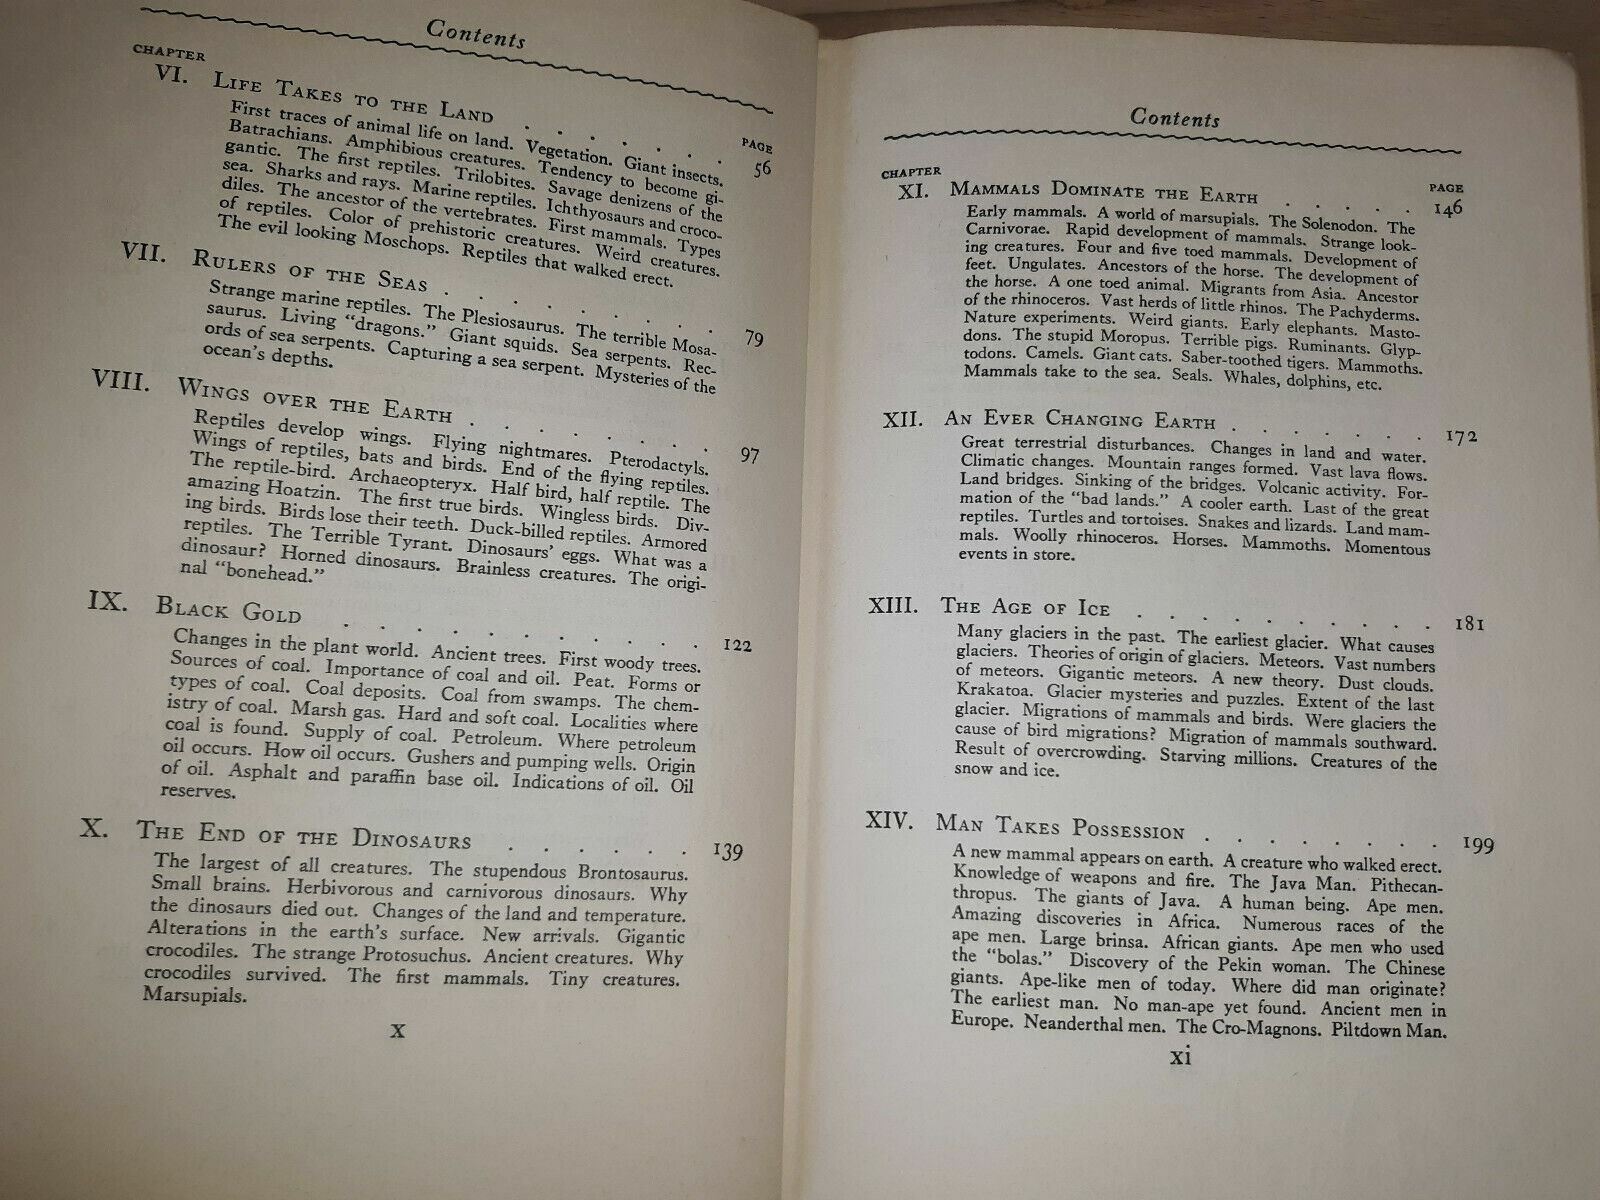 Contents
CHAPTER
PAGE
VI. LIFE TAKES TO THE LAND . . . . . . . 56
First traces of animal life on land. Vegetation. Giant insects.
Batrachians. Amphibious creatures. Tendency to become gi-
gantic. The first reptiles. Trilobites. Savage denizens of the
sea. Sharks and rays. Marine reptiles. Ichthyosaurs and croco-
diles. The ancestor of the vertebrates. First mammals. Types
of reptiles. Color of prehistoric creatures. Weird creatures.
The evil looking Moschops. Reptiles that walked erect.
VII. RULERS OF THE SEAS . . . . . . . . . 79
Strange marine reptiles. The Plesiosaurus. The terrible Mosa-
saurus. Living "dragons." Giant squids. Sea serpents. Rec-
ords of sea serpents. Capturing a sea serpent. Mysteries of the
ocean's depths.
VIII. WINGS OVER THE EARTH . . . . . . . . 97
Reptiles develop wings. Flying nightmares. Pterodactyls.
Wings of reptiles, bats and birds. End of the flying reptiles.
The reptile-bird. Archaeopteryx. Half bird, half reptile. The
amazing Hoatzin. The first true birds. Wingless birds. Div-
ing birds. Birds lose their teeth. Duck-billed reptiles. Armored
reptiles. The Terrible Tyrant. Dinosaurs' eggs. What was a
dinosaur? Horned dinosaurs. Brainless creatures. The origi-
nal "bonehead."
IX. BLACK GOLD . . . . . . . . . . 122
Changes in the plant world. Ancient trees. First woody trees.
Sources of coal. Importance of coal and oil. Peat. Forms or
types of coal. Coal deposits. Coal from swamps. The chem-
istry of coal. Marsh gas. Hard and soft coal. Localities where
coal is found. Supply of coal. Petroleum. Where petroleum
oil occurs. How oil occurs. Gushers and pumping wells. Origin
of oil. Asphalt and paraffin base oil. Indications of oil. Oil
reserves.
X. THE END OF THE DINOSAURS . . . . . . 139
The largest of all creatures. The stupendous Brontosaurus.
Small brains. Herbivorous and carnivorous dinosaurs. Why
the dinosaurs died out. Changes of the land and temperature.
Alterations in the earth's surface. New arrivals. Gigantic
crocodiles. The strange Protosuchus. Ancient creatures. Why
crocodiles survived. The first mammals. Tiny creatures.
Marsupials.
x
Contents
CHAPTER
PAGE
XI. MAMMALS DOMINATE THE EARTH . . . . . 146
Early mammals. A world of marsupials. The Solenodon. The
Carnivorae. Rapid development of mammals. Strange look-
ing creatures. Four and five toed mammals. Development of
feet. Ungulates. Ancestors of the horse. The development of
the horse. A one toed animal. Migrants from Asia. Ancestor
of the rhinoceros. Vast herds of little rhinos. The Pachyderms.
Nature experiments. Weird giants. Early elephants. Masto-
dons. The stupid Moropus. Terrible pigs. Ruminants. Glyp-
todons. Camels. Giant cats. Saber-toothed tigers. Mammoths.
Mammals take to the sea. Seals. Whales, dolphins, etc.
XII. AN EVER CHANGING EARTH . . . . . . . 172
Great terrestrial disturbances. Changes in land and water.
Climatic changes. Mountain ranges formed. Vast lava flows.
Land bridges. Sinking of the bridges. Volcanic activity. For-
mation of the "bad lands." A cooler earth. Last of the great
reptiles. Turtles and tortoises. Snakes and lizards. Land mam-
mals. Woolly rhinoceros. Horses. Mammoths. Momentous
events in store.
XIII. THE AGE OF ICE . . . . . . . . . . 181
Many glaciers in the past. The earliest glacier. What causes
glaciers. Theories of origin of glaciers. Meteors. Vast numbers
of meteors. Gigantic meteors. A new theory. Dust clouds.
Krakatoa. Glacier mysteries and puzzles. Extent of the last
glacier. Migrations of mammals and birds. Were glaciers the
cause of bird migrations? Migration of mammals southward.
Result of overcrowding. Starving millions. Creatures of the
snow and ice.
XIV. MAN TAKES POSSESSION . . . . . . . . 199
A new mammal appears on earth. A creature who walked erect.
Knowledge of weapons and fire. The Java Man. Pithecan-
thropus. The giants of Java. A human being. Ape men.
Amazing discoveries in Africa. Numerous races of the
ape men. Large brinsa. African giants. Ape men who used
the "bolas." Discovery of the Pekin woman. The Chinese
giants. Ape-like men of today. Where did man originate?
The earliest man. No man-ape yet found. Ancient men in
Europe. Neanderthal men. The Cro-Magnons. Piltdown Man.
xi